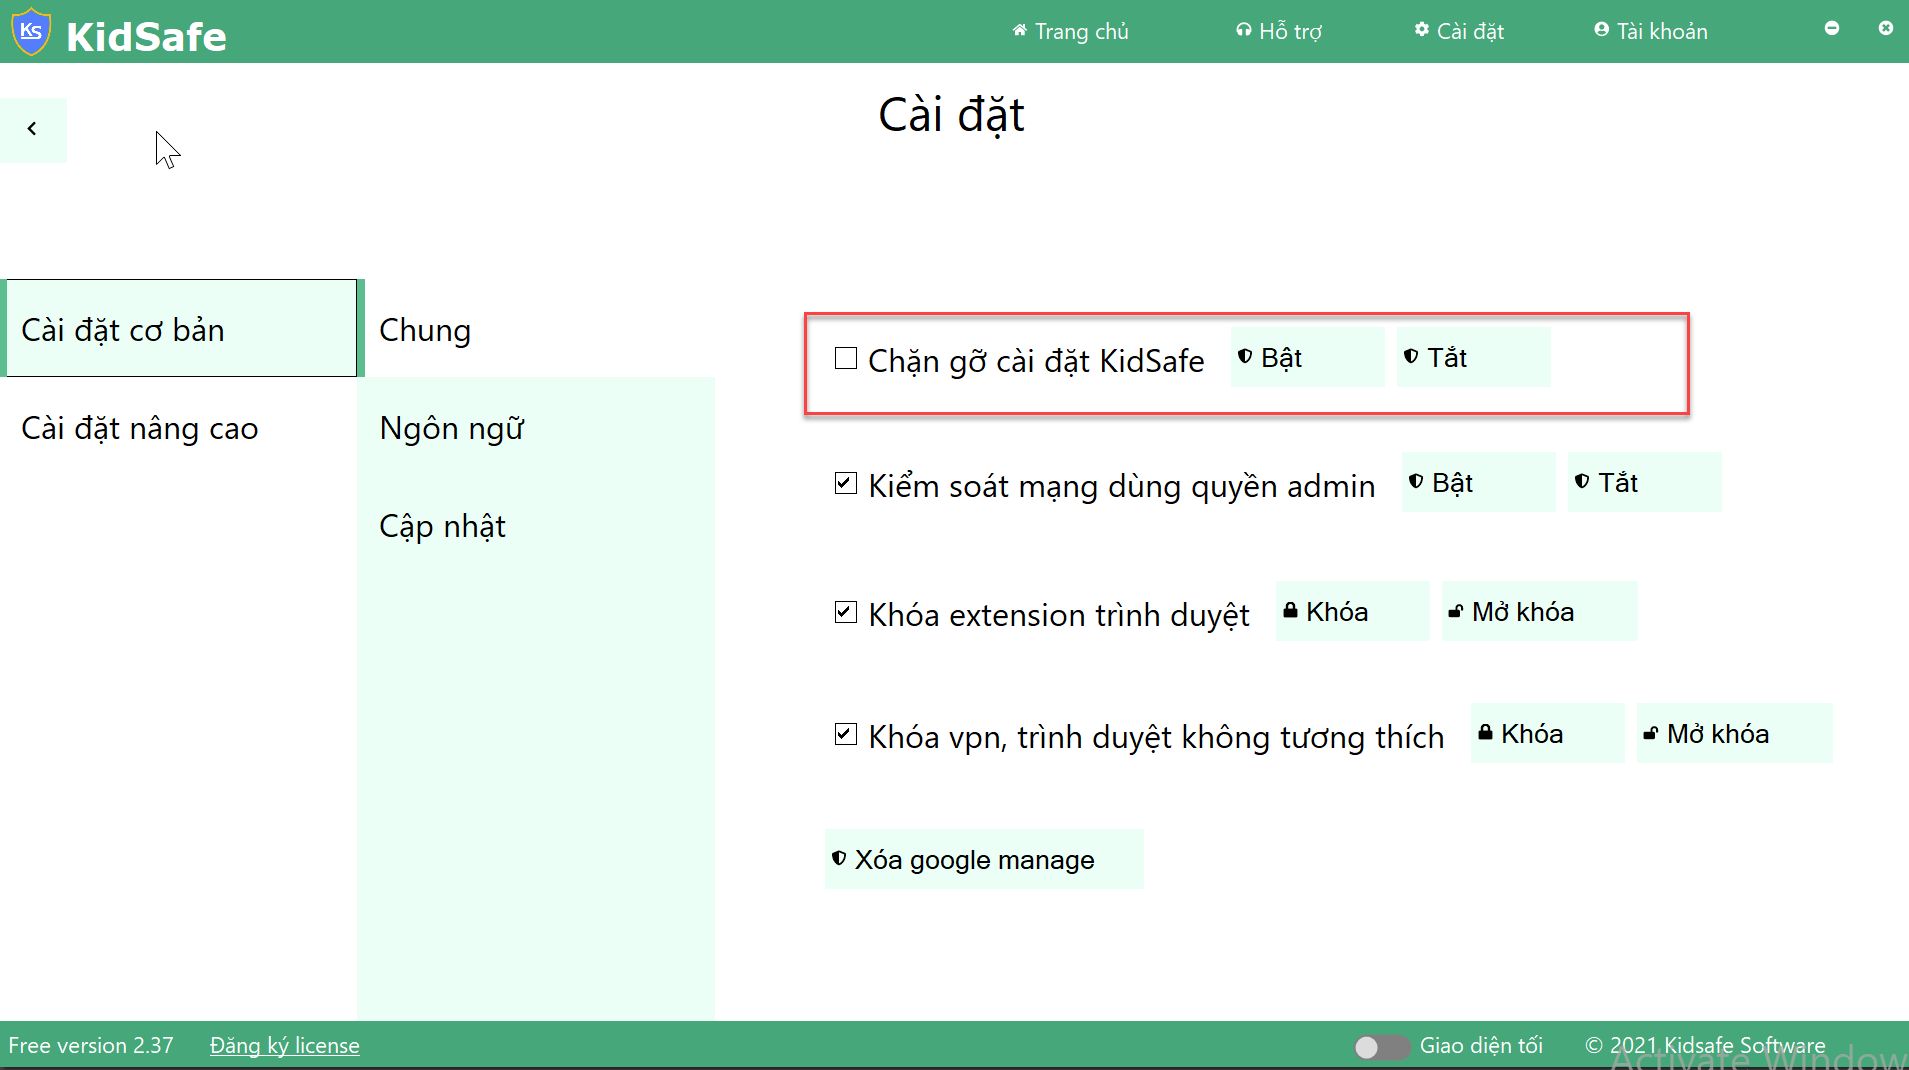 KS KidSafe
Trang chủ Hỗ trợ Cài đặt Tài khoản
Cài đặt
Cài đặt cơ bản
Cài đặt nâng cao
Chung
Ngôn ngữ
Cập nhật
Chặn gỡ cài đặt KidSafe Bật Tắt
Kiểm soát mạng dùng quyền admin Bật Tắt
Khóa extension trình duyệt Khóa Mở khóa
Khóa vpn, trình duyệt không tương thích Khóa Mở khóa
Xóa google manage
Free version 2.37 Đăng ký license Giao diện tối © 2021 Kidsafe Software
Activate Window